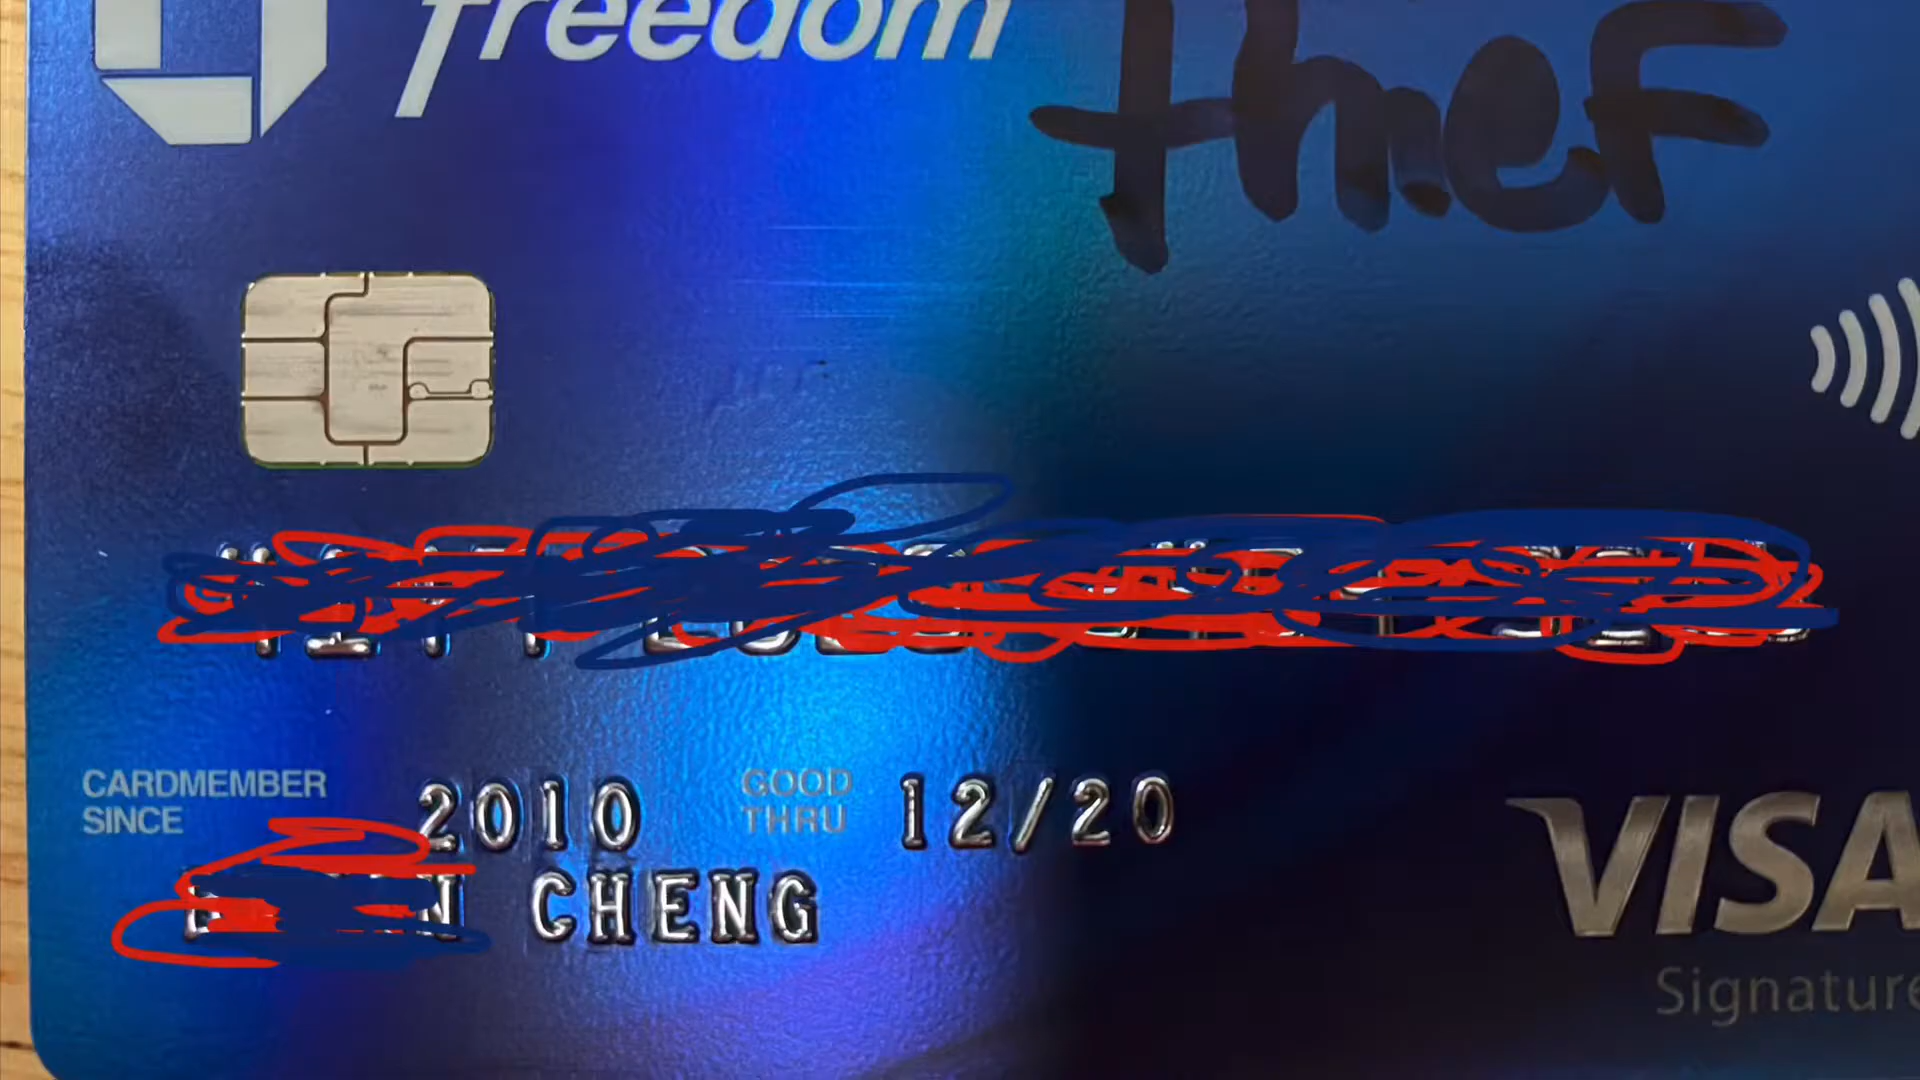 freedom
thief
CARDMEMBER
SINCE
2010
GOOD
THRU
12/20
CHENG
VISA
Signature